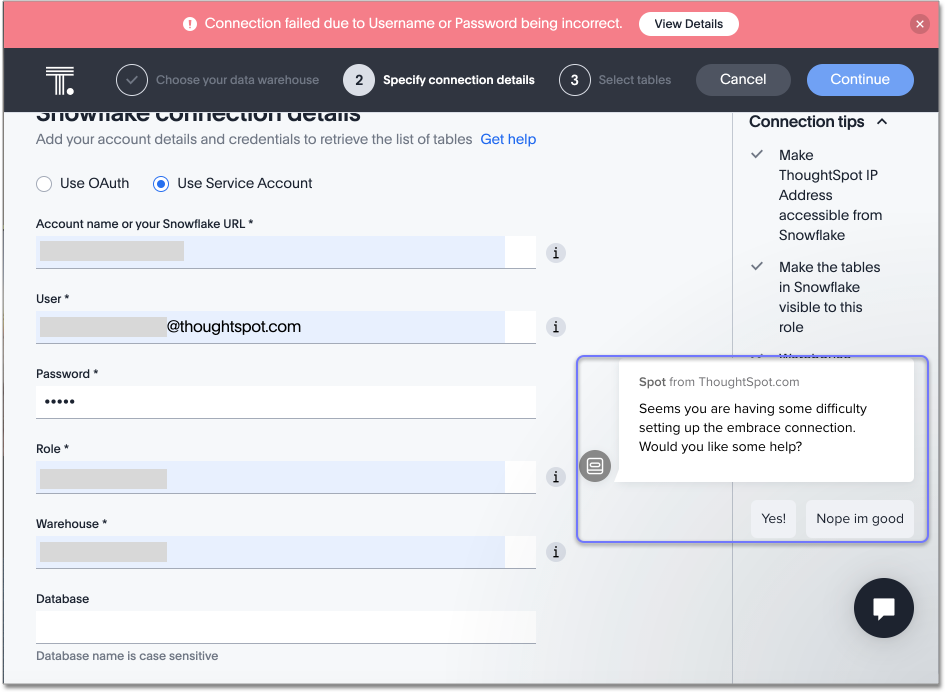 Connection failed due to Username or Password being incorrect.
View Details
T.
Choose your data warehouse
2
Specify connection details
3
Select tables
Cancel
Continue
Snowflake connection details
Add your account details and credentials to retrieve the list of tables Get help
Use OAuth
Use Service Account
Account name or your Snowflake URL *
User *
@thoughtspot.com
Password *
•••••
Role *
Warehouse *
Database
Database name is case sensitive
Connection tips
Make
ThoughtSpot IP
Address
accessible from
Snowflake
Make the tables
in Snowflake
visible to this
role
Warehouse
Spot from ThoughtSpot.com
Seems you are having some difficulty
setting up the embrace connection.
Would you like some help?
Yes!
Nope im good